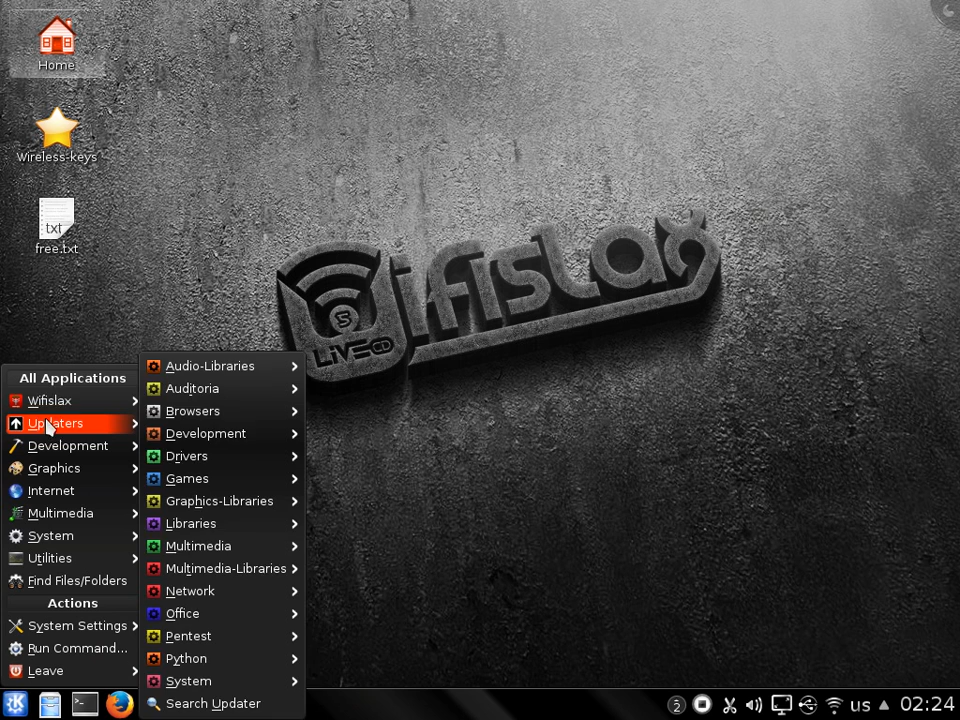 Home
Wireless-keys
txt
free.txt
Wifislax
LiVE CD
All Applications
Wifislax
Updaters
Development
Graphics
Internet
Multimedia
System
Utilities
Find Files/Folders
Actions
System Settings
Run Command...
Leave
Audio-Libraries
Auditoria
Browsers
Development
Drivers
Games
Graphics-Libraries
Libraries
Multimedia
Multimedia-Libraries
Network
Office
Pentest
Python
System
Search Updater
2
us
02:24